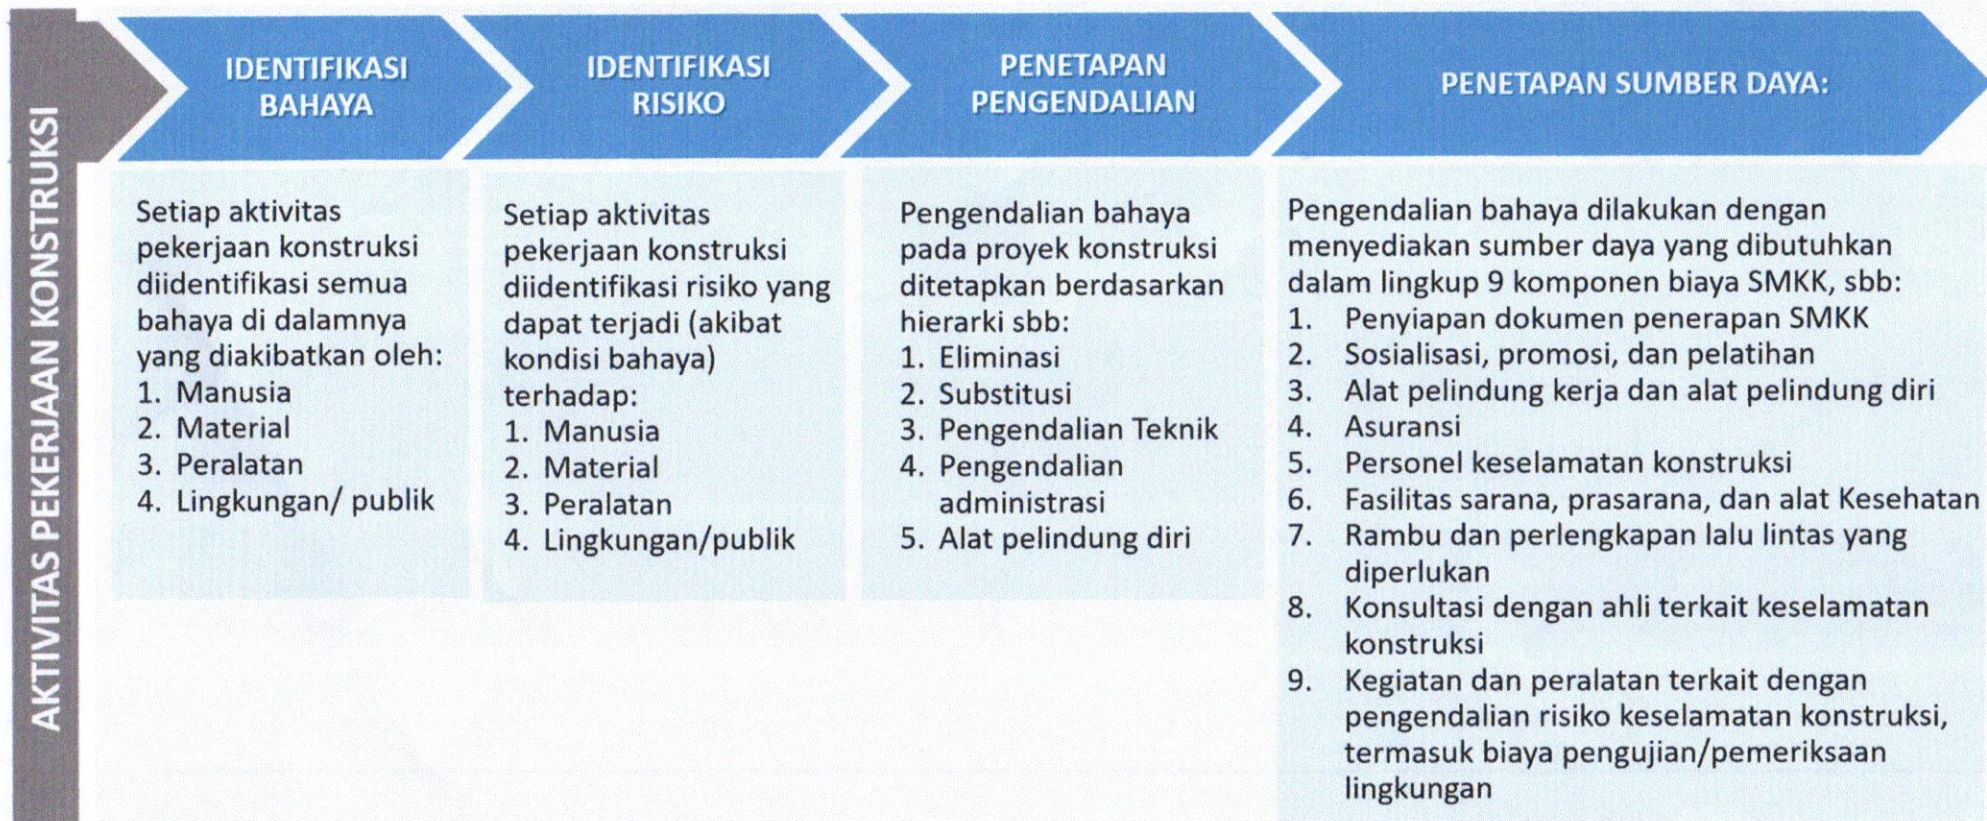 AKTIVITAS PEKERJAAN KONSTRUKSI
IDENTIFIKASI
BAHAYA
Setiap aktivitas
pekerjaan konstruksi
diidentifikasi semua
bahaya di dalamnya
yang diakibatkan oleh:
1. Manusia
2. Material
3. Peralatan
4. Lingkungan/ publik
IDENTIFIKASI
RISIKO
Setiap aktivitas
pekerjaan konstruksi
diidentifikasi risiko yang
dapat terjadi (akibat
kondisi bahaya)
terhadap:
1. Manusia
2. Material
3. Peralatan
4. Lingkungan/publik
PENETAPAN
PENGENDALIAN
Pengendalian bahaya
pada proyek konstruksi
ditetapkan berdasarkan
hierarki sbb:
1. Eliminasi
2. Substitusi
3. Pengendalian Teknik
4. Pengendalian
administrasi
5. Alat pelindung diri
PENETAPAN SUMBER DAYA:
Pengendalian bahaya dilakukan dengan
menyediakan sumber daya yang dibutuhkan
dalam lingkup 9 komponen biaya SMKK, sbb:
1. Penyiapan dokumen penerapan SMKK
2. Sosialisasi, promosi, dan pelatihan
3. Alat pelindung kerja dan alat pelindung diri
4. Asuransi
5. Personel keselamatan konstruksi
6. Fasilitas sarana, prasarana, dan alat Kesehatan
7. Rambu dan perlengkapan lalu lintas yang
diperlukan
8. Konsultasi dengan ahli terkait keselamatan
konstruksi
9. Kegiatan dan peralatan terkait dengan
pengendalian risiko keselamatan konstruksi,
termasuk biaya pengujian/pemeriksaan
lingkungan